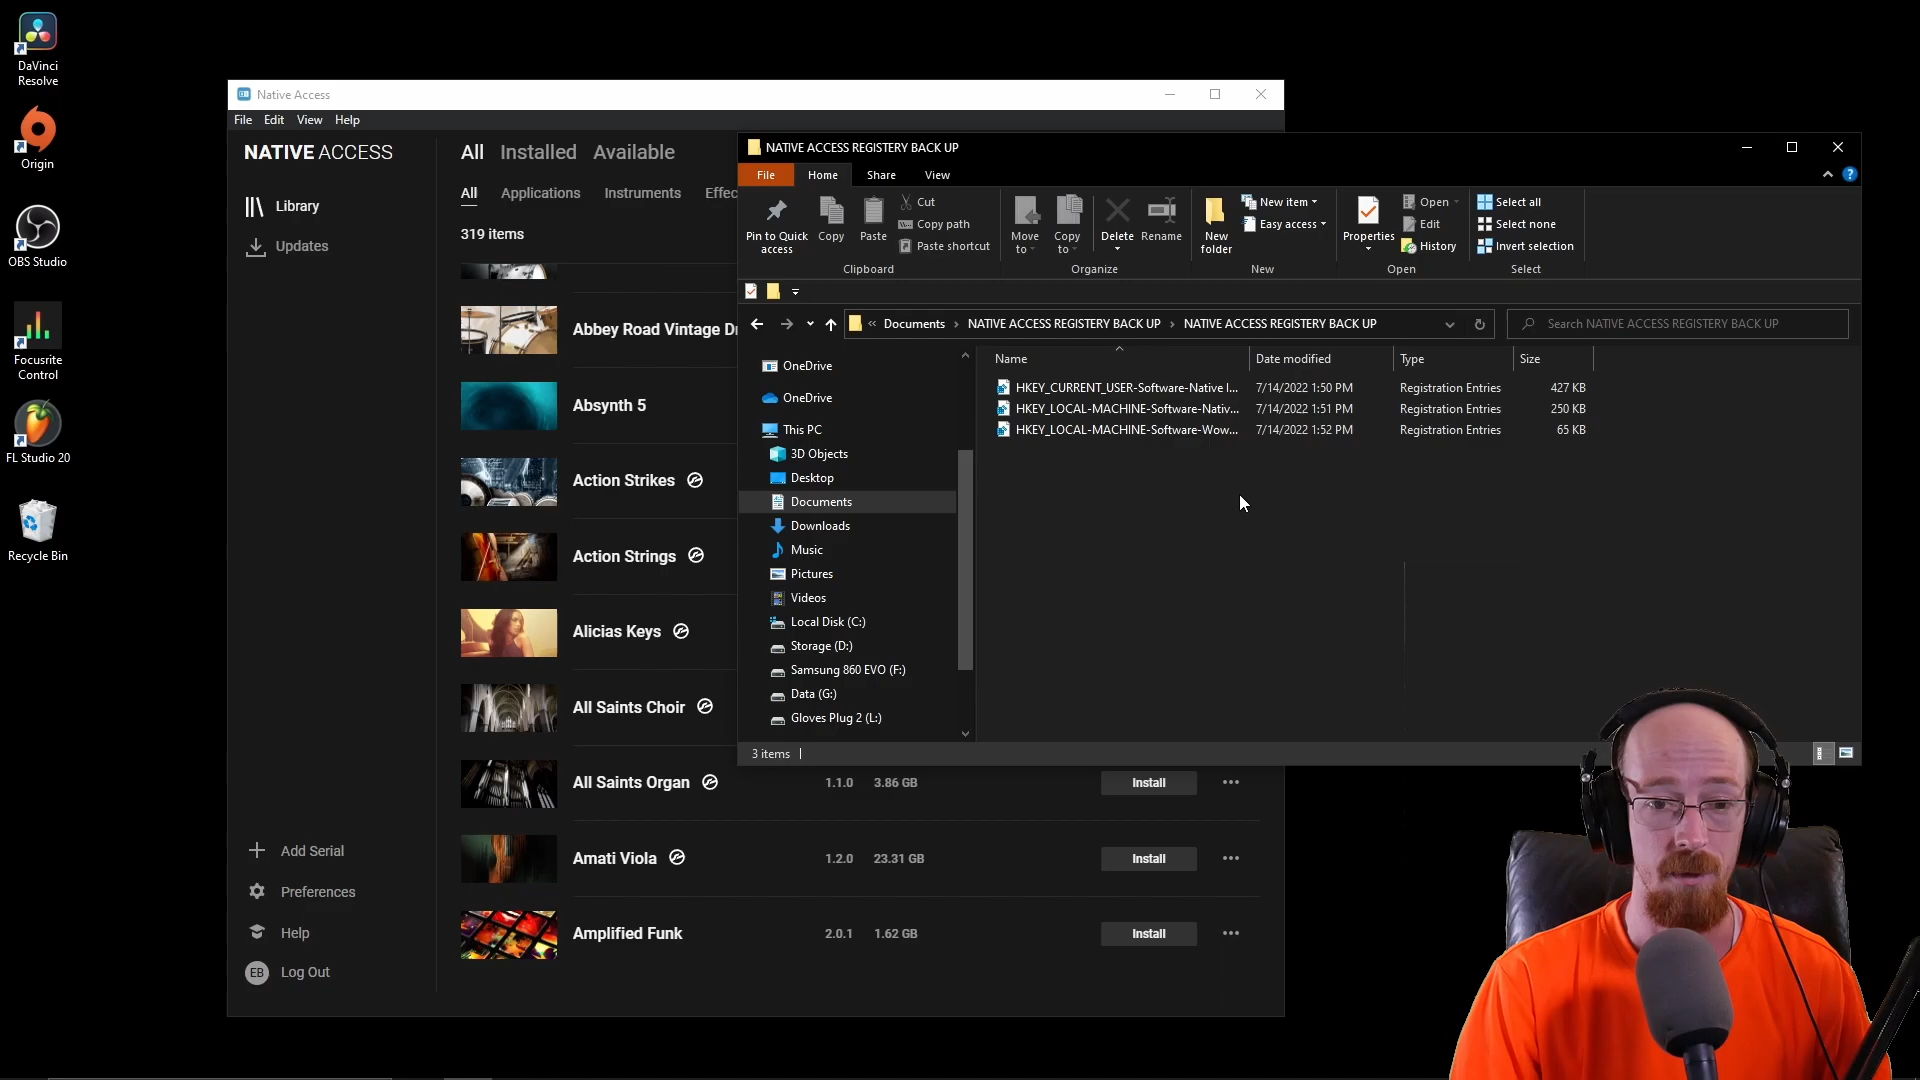 DaVinci
Resolve
Origin
OBS Studio
Focusrite
Control
FL Studio 20
Recycle Bin
Native Access
File Edit View Help
NATIVE ACCESS
Library
Updates
Add Serial
Preferences
Help
EB Log Out
All Installed Available
All Applications Instruments Effec
319 items
Abbey Road Vintage Dr
Absynth 5
Action Strikes
Action Strings
Alicias Keys
All Saints Choir
All Saints Organ 1.1.0 3.86 GB Install
Amati Viola 1.2.0 23.31 GB Install
Amplified Funk 2.0.1 1.62 GB Install
NATIVE ACCESS REGISTERY BACK UP
File Home Share View
Pin to Quick
access
Copy
Paste
Cut
Copy path
Paste shortcut
Clipboard
Move
to
Copy
to
Delete
Rename
Organize
New
folder
New item
Easy access
New
Properties
Open
Edit
History
Open
Select all
Select none
Invert selection
Select
« Documents › NATIVE ACCESS REGISTERY BACK UP › NATIVE ACCESS REGISTERY BACK UP
Search NATIVE ACCESS REGISTERY BACK UP
OneDrive
OneDrive
This PC
3D Objects
Desktop
Documents
Downloads
Music
Pictures
Videos
Local Disk (C:)
Storage (D:)
Samsung 860 EVO (F:)
Data (G:)
Gloves Plug 2 (L:)
Name Date modified Type Size
HKEY_CURRENT_USER-Software-Native I... 7/14/2022 1:50 PM Registration Entries 427 KB
HKEY_LOCAL-MACHINE-Software-Nativ... 7/14/2022 1:51 PM Registration Entries 250 KB
HKEY_LOCAL-MACHINE-Software-Wow... 7/14/2022 1:52 PM Registration Entries 65 KB
3 items